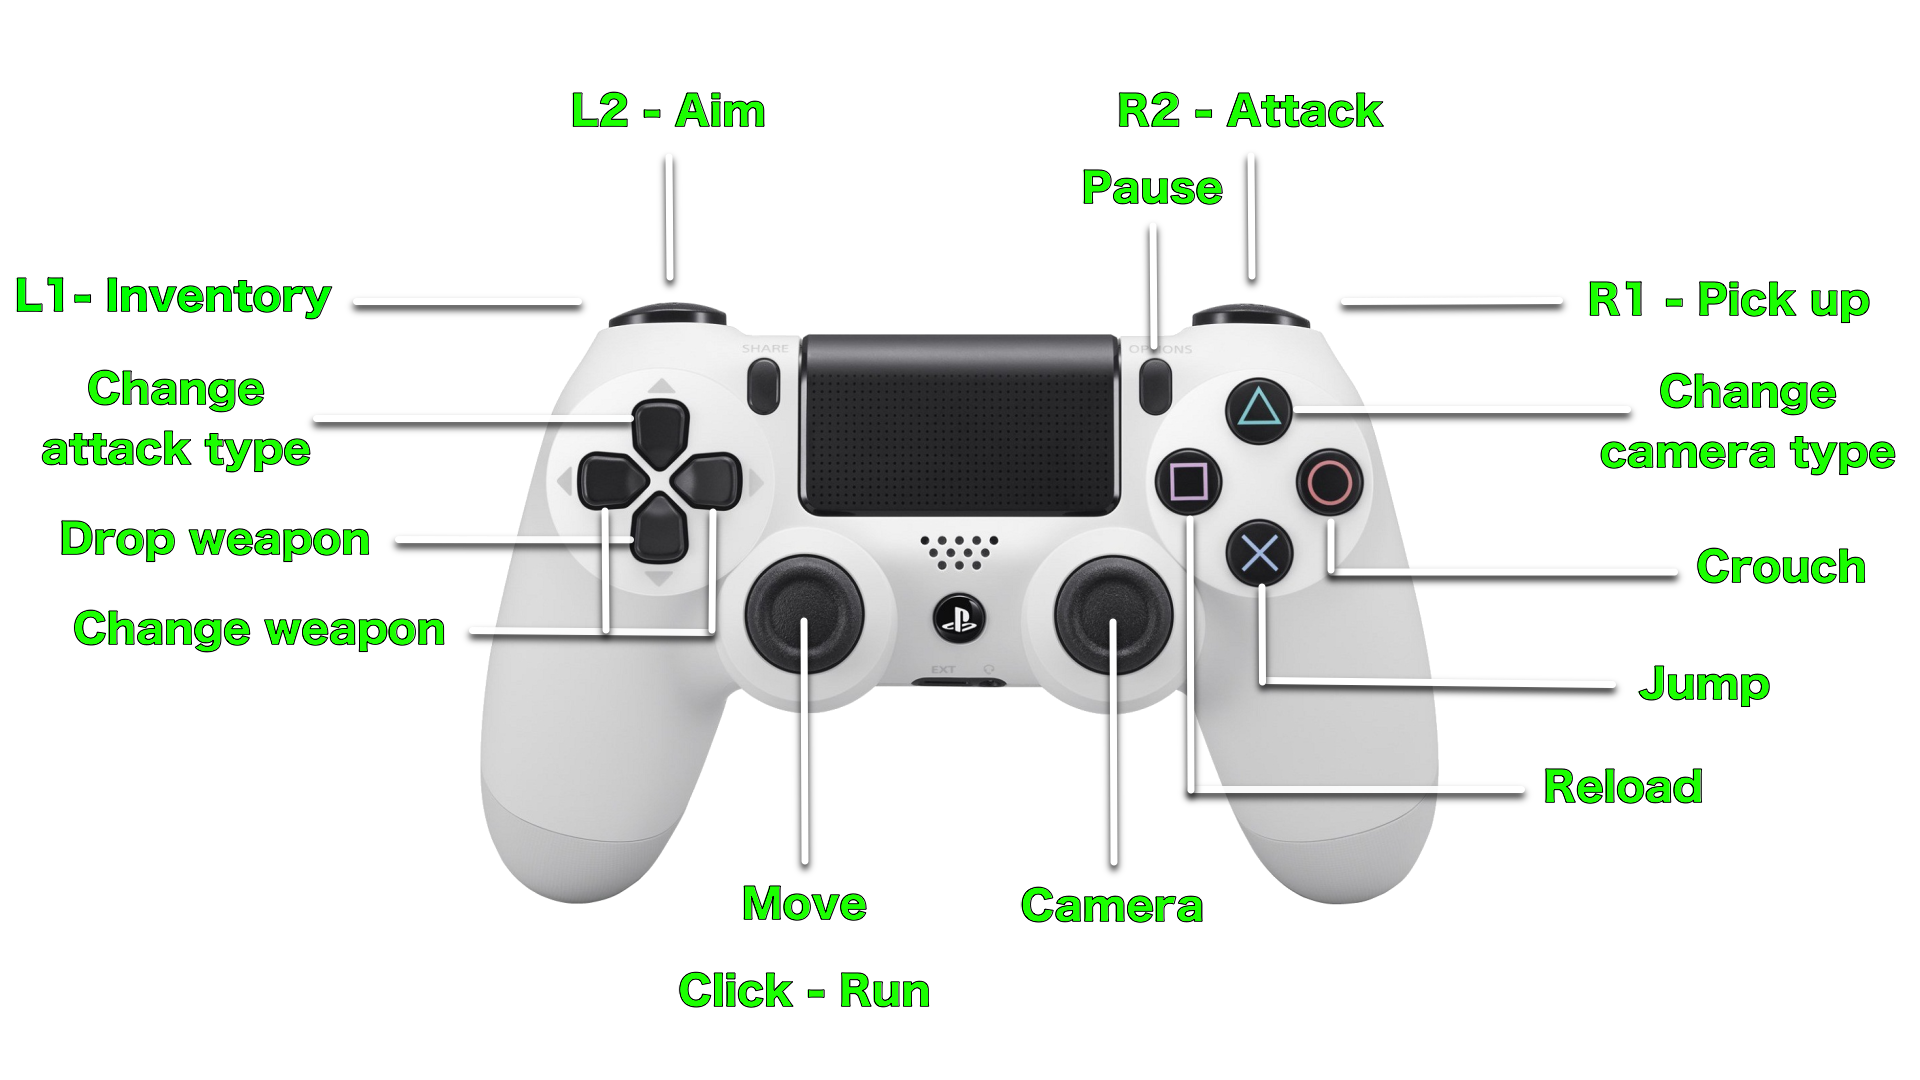 L2 - Aim
R2 - Attack
Pause
L1- Inventory
R1 - Pick up
SHARE
OPTIONS
Change
attack type
Change
camera type
Drop weapon
Crouch
Change weapon
EXT
Jump
Reload
Move
Camera
Click - Run